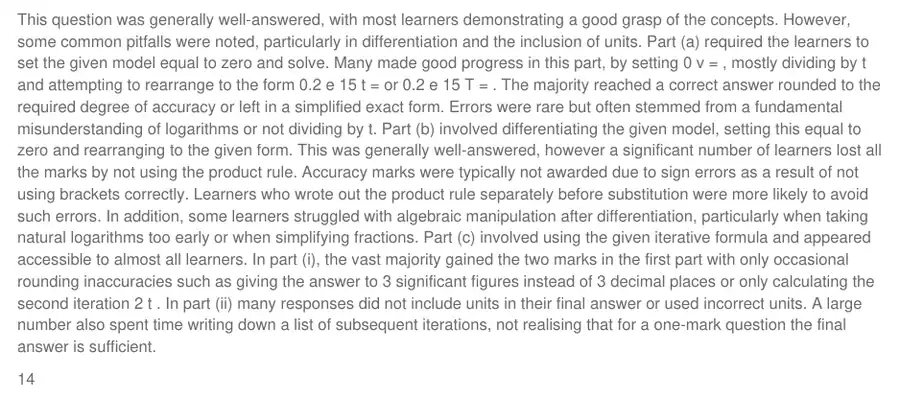 This question was generally well-answered, with most learners demonstrating a good grasp of the concepts. However,
some common pitfalls were noted, particularly in differentiation and the inclusion of units. Part (a) required the learners to
set the given model equal to zero and solve. Many made good progress in this part, by setting 0 v = , mostly dividing by t
and attempting to rearrange to the form 0.2 e 15 t = or 0.2 e 15 T = . The majority reached a correct answer rounded to the
required degree of accuracy or left in a simplified exact form. Errors were rare but often stemmed from a fundamental
misunderstanding of logarithms or not dividing by t. Part (b) involved differentiating the given model, setting this equal to
zero and rearranging to the given form. This was generally well-answered, however a significant number of learners lost all
the marks by not using the product rule. Accuracy marks were typically not awarded due to sign errors as a result of not
using brackets correctly. Learners who wrote out the product rule separately before substitution were more likely to avoid
such errors. In addition, some learners struggled with algebraic manipulation after differentiation, particularly when taking
natural logarithms too early or when simplifying fractions. Part (c) involved using the given iterative formula and appeared
accessible to almost all learners. In part (i), the vast majority gained the two marks in the first part with only occasional
rounding inaccuracies such as giving the answer to 3 significant figures instead of 3 decimal places or only calculating the
second iteration 2 t . In part (ii) many responses did not include units in their final answer or used incorrect units. A large
number also spent time writing down a list of subsequent iterations, not realising that for a one-mark question the final
answer is sufficient.
14